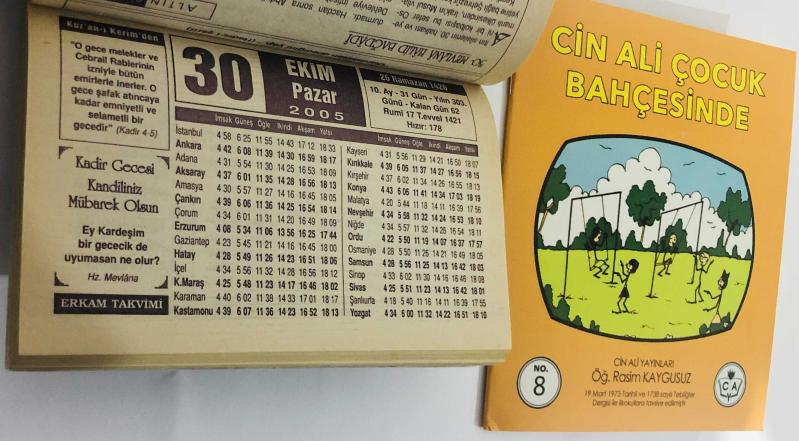 30 MEVLÂNÂ HÂLİD BAĞDÂDÎ
Kur'an-ı Kerim'den
"O gece melekler ve
Cebrail Rablerinin
izniyle bütün
emirlerle inerler. O
gece şafak atıncaya
kadar emniyetli ve
selametli bir
gecedir" (Kadir 4-5)
Kadir Gecesi
Kandiliniz
Mübarek Olsun
Ey Kardeşim
bir gececik de
uyumasan ne olur?
Hz. Mevlâna
ERKAM TAKVİMİ
30
EKİM
Pazar
2005
26 Ramazan 1426
10. Ay - 31 Gün - Yılın 303.
Günü - Kalan Gün 62
Rumi 17 T.evvel 1421
Hızır: 178
İmsak Güneş Öğle İkindi Akşam Yatsı
İstanbul 4 58 6 25 11 55 14 43 17 12 18 33
Ankara 4 42 6 08 11 39 14 30 16 59 18 17
Adana 4 31 5 54 11 30 14 25 16 53 18 09
Aksaray 4 37 6 01 11 35 14 28 16 56 18 13
Amasya 4 30 5 57 11 27 14 16 16 45 18 05
Çankırı 4 39 6 06 11 36 14 25 16 54 18 14
Çorum 4 34 6 01 11 31 14 20 16 49 18 09
Erzurum 4 08 5 34 11 06 13 56 16 25 17 44
Gaziantep 4 23 5 45 11 21 14 16 16 45 18 00
Hatay 4 28 5 49 11 26 14 23 16 51 18 06
İçel 4 34 5 56 11 32 14 28 16 56 18 12
K.Maraş 4 25 5 48 11 23 14 17 16 46 18 02
Karaman 4 40 6 02 11 38 14 33 17 01 18 17
Kastamonu 4 39 6 07 11 36 14 23 16 52 18 13
İmsak Güneş Öğle İkindi Akşam Yatsı
Kayseri 4 31 5 56 11 29 14 21 16 50 18 07
Kırıkkale 4 39 6 05 11 37 14 27 16 56 18 15
Kırşehir 4 37 6 02 11 34 14 26 16 55 18 13
Konya 4 43 6 06 11 41 14 34 17 03 18 19
Malatya 4 20 5 44 11 18 14 11 16 39 17 56
Nevşehir 4 34 5 58 11 32 14 24 16 53 18 10
Niğde 4 34 5 57 11 32 14 26 16 54 18 11
Ordu 4 22 5 50 11 19 14 07 16 37 17 57
Osmaniye 4 28 5 50 11 26 14 21 16 49 18 05
Samsun 4 28 5 56 11 25 14 13 16 42 18 03
Sinop 4 33 6 02 11 30 14 16 16 46 18 08
Sivas 4 25 5 51 11 23 14 13 16 42 18 01
Şanlıurfa 4 18 5 40 11 16 14 11 16 39 17 55
Yozgat 4 34 6 00 11 32 14 22 16 51 18 10
CİN ALİ ÇOCUK
BAHÇESİNDE
CİN ALİ YAYINLARI
Öğ. Rasim KAYGUSUZ
19 Mart 1973 Tarihli ve 1738 sayılı Tebliğler
Dergisi ile ilkokullara tavsiye edilmiştir
NO.
8
C A